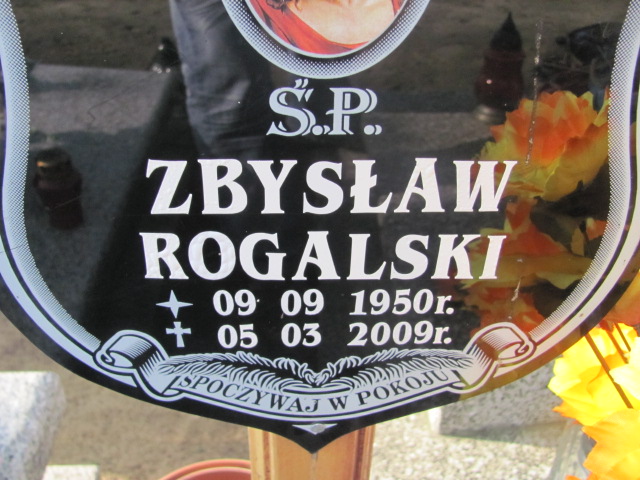 Ś.P.
ZBYSŁAW
ROGALSKI
09 09 1950r.
05 03 2009r.
SPOCZYWAJ W POKOJU